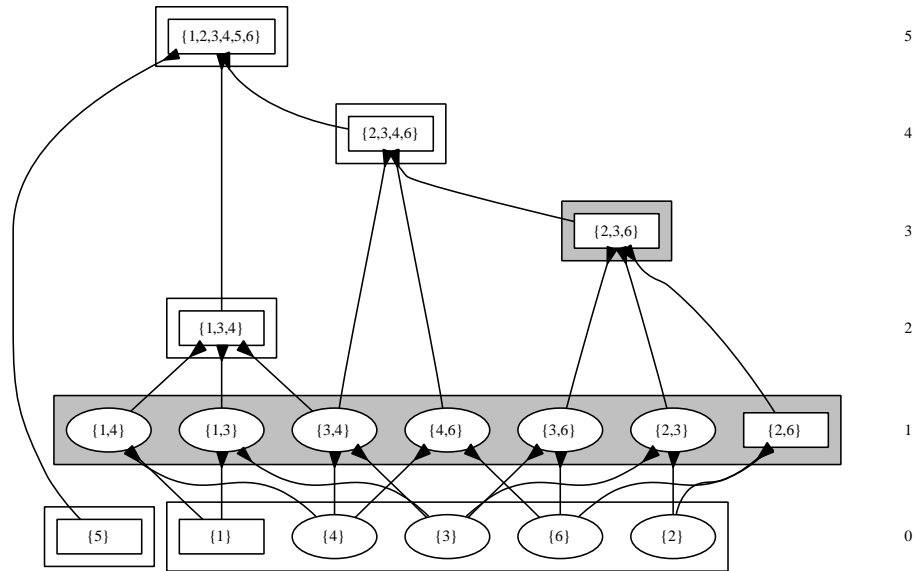 {1,2,3,4,5,6} 5
{2,3,4,6} 4
{2,3,6} 3
{1,3,4} 2
{1,4} {1,3} {3,4} {4,6} {3,6} {2,3} {2,6} 1
{5} {1} {4} {3} {6} {2} 0